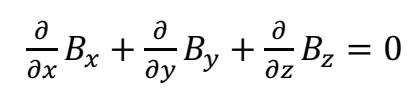 ∂/∂x Bₓ + ∂/∂y B_y + ∂/∂z B_z = 0